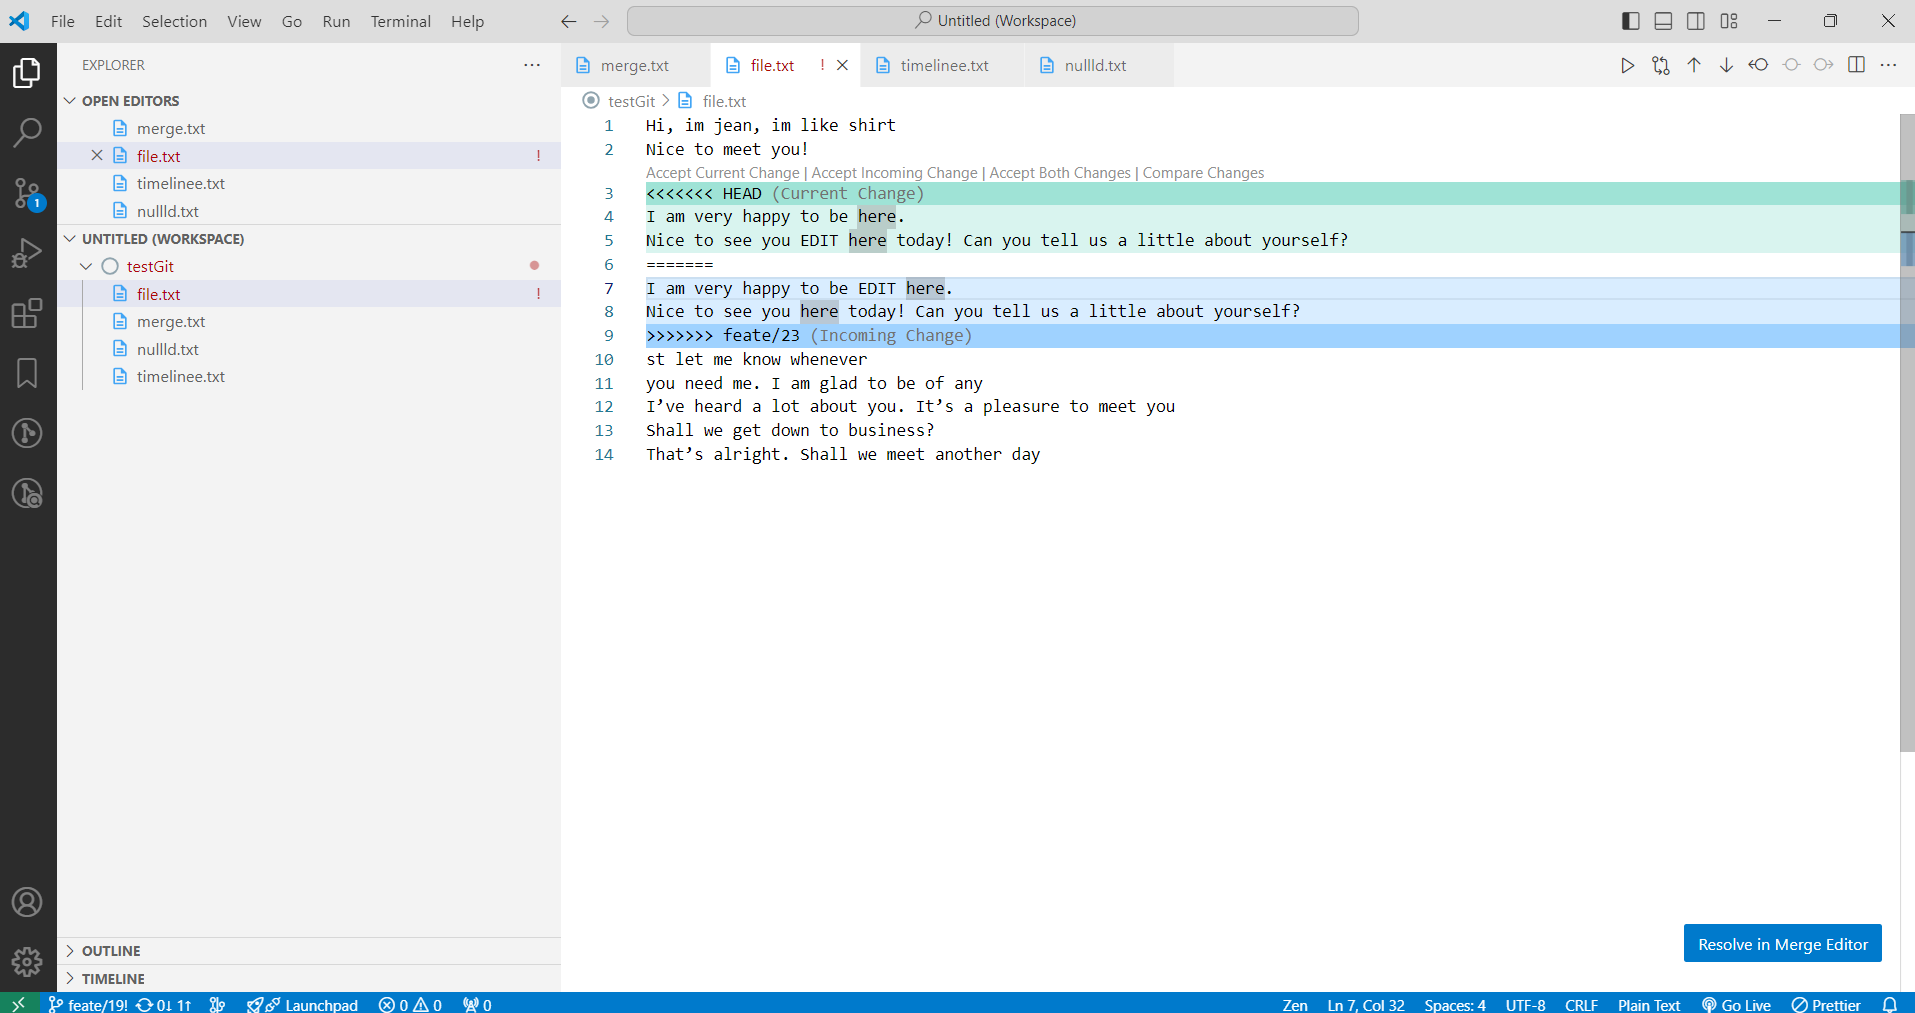 File Edit Selection View Go Run Terminal Help
Untitled (Workspace)
EXPLORER
OPEN EDITORS
merge.txt
file.txt !
timelinee.txt
nullld.txt
UNTITLED (WORKSPACE)
testGit
file.txt !
merge.txt
nullld.txt
timelinee.txt
OUTLINE
TIMELINE
1
merge.txt file.txt ! timelinee.txt nullld.txt
testGit > file.txt
1 Hi, im jean, im like shirt
2 Nice to meet you!
Accept Current Change | Accept Incoming Change | Accept Both Changes | Compare Changes
3 <<<<<<< HEAD (Current Change)
4 I am very happy to be here.
5 Nice to see you EDIT here today! Can you tell us a little about yourself?
6 =======
7 I am very happy to be EDIT here.
8 Nice to see you here today! Can you tell us a little about yourself?
9 >>>>>>> feate/23 (Incoming Change)
10 st let me know whenever
11 you need me. I am glad to be of any
12 I’ve heard a lot about you. It’s a pleasure to meet you
13 Shall we get down to business?
14 That’s alright. Shall we meet another day
Resolve in Merge Editor
feate/19! 0↓ 1↑ Launchpad 0 0 0 Zen Ln 7, Col 32 Spaces: 4 UTF-8 CRLF Plain Text Go Live Prettier